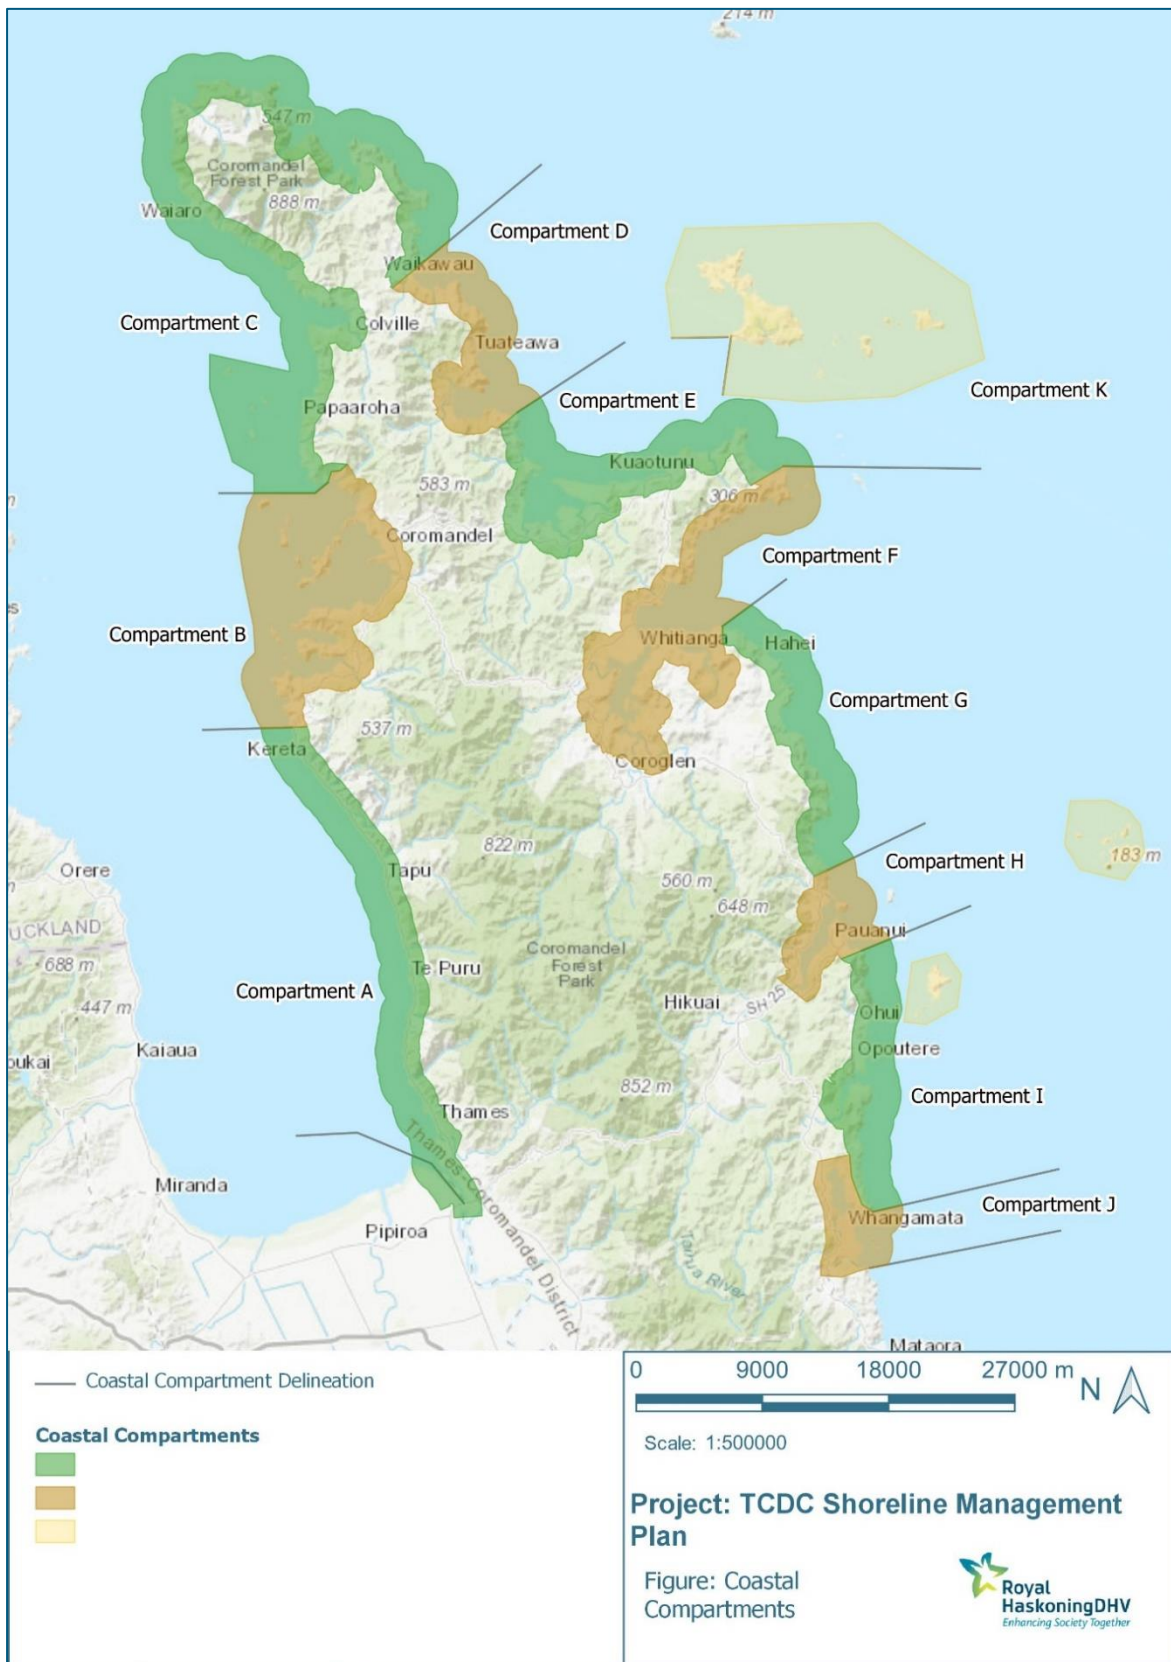 214 m
547 m
Coromandel
Forest Park
888 m
Waiaro
Compartment D
Waikawau
Compartment C
Colville
Tuateawa
Compartment K
Papaaroha
Compartment E
Kuaotunu
583 m
306 m
Coromandel
Compartment F
Compartment B
Whitianga
Hahei
Compartment G
537 m
Kereta
Coroglen
822 m
Orere
Tapu
Compartment H
183 m
560 m
648 m
UCKLAND
688 m
Pauanui
Coromandel
Forest
Park
Te Puru
Compartment A
447 m
Hikuai
SH 25
Ohui
Opoutere
oukai
Kaiaua
852 m
Compartment I
Thames
Thames-Coromandel District
Miranda
Pipiroa
Whangamata
Compartment J
Tairua River
Mataora
Coastal Compartment Delineation
Coastal Compartments
0 9000 18000 27000 m
N
Scale: 1:500000
Project: TCDC Shoreline Management
Plan
Figure: Coastal
Compartments
Royal
HaskoningDHV
Enhancing Society Together